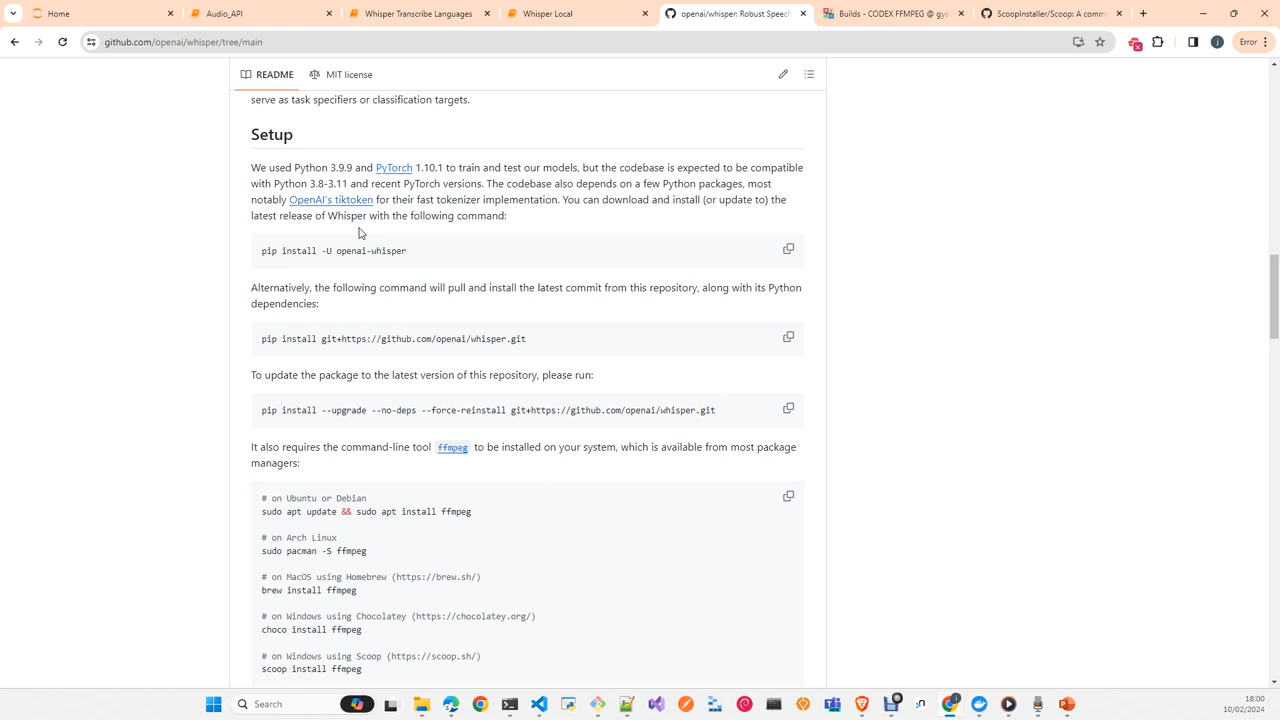 Home
Audio_API
Whisper Transcribe Languages
Whisper Local
openai/whisper: Robust Speech
Builds - CODEX FFMPEG @ gya
ScoopInstaller/Scoop: A comm
github.com/openai/whisper/tree/main
Error
README
MIT license
serve as task specifiers or classification targets.
Setup
We used Python 3.9.9 and PyTorch 1.10.1 to train and test our models, but the codebase is expected to be compatible
with Python 3.8-3.11 and recent PyTorch versions. The codebase also depends on a few Python packages, most
notably OpenAI's tiktoken for their fast tokenizer implementation. You can download and install (or update to) the
latest release of Whisper with the following command:
pip install -U openai-whisper
Alternatively, the following command will pull and install the latest commit from this repository, along with its Python
dependencies:
pip install git+https://github.com/openai/whisper.git
To update the package to the latest version of this repository, please run:
pip install --upgrade --no-deps --force-reinstall git+https://github.com/openai/whisper.git
It also requires the command-line tool ffmpeg to be installed on your system, which is available from most package
managers:
# on Ubuntu or Debian
sudo apt update && sudo apt install ffmpeg
# on Arch Linux
sudo pacman -S ffmpeg
# on MacOS using Homebrew (https://brew.sh/)
brew install ffmpeg
# on Windows using Chocolatey (https://chocolatey.org/)
choco install ffmpeg
# on Windows using Scoop (https://scoop.sh/)
scoop install ffmpeg
Search
18:00
10/02/2024